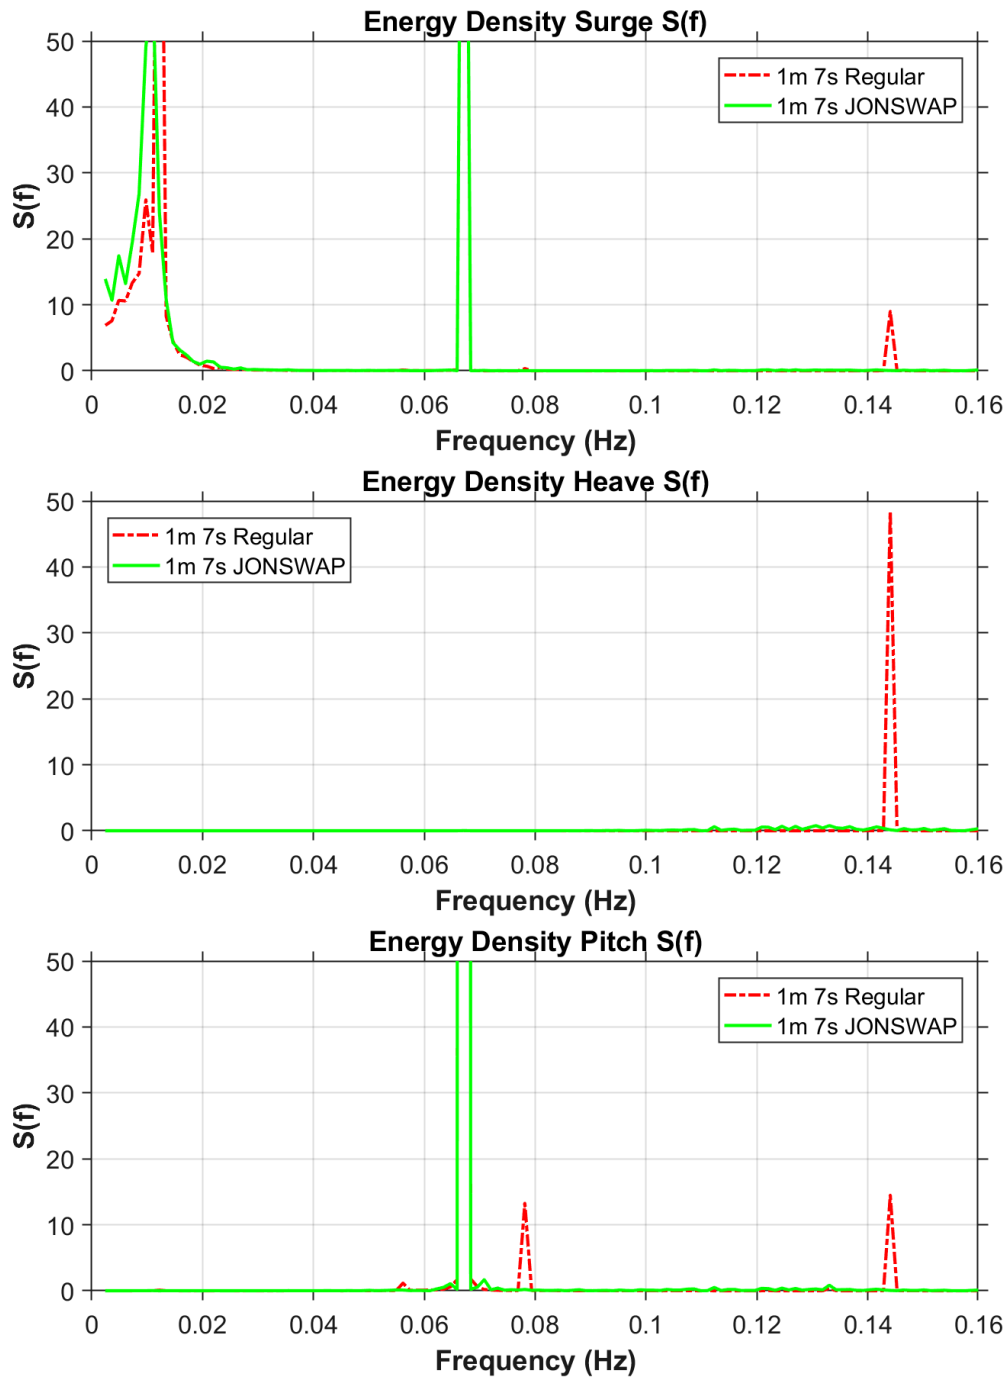 Energy Density Surge S(f)
50
40
30
20
10
0
S(f)
1m 7s Regular
1m 7s JONSWAP
0 0.02 0.04 0.06 0.08 0.1 0.12 0.14 0.16
Frequency (Hz)
Energy Density Heave S(f)
50
40
30
20
10
0
S(f)
1m 7s Regular
1m 7s JONSWAP
0 0.02 0.04 0.06 0.08 0.1 0.12 0.14 0.16
Frequency (Hz)
Energy Density Pitch S(f)
50
40
30
20
10
0
S(f)
1m 7s Regular
1m 7s JONSWAP
0 0.02 0.04 0.06 0.08 0.1 0.12 0.14 0.16
Frequency (Hz)